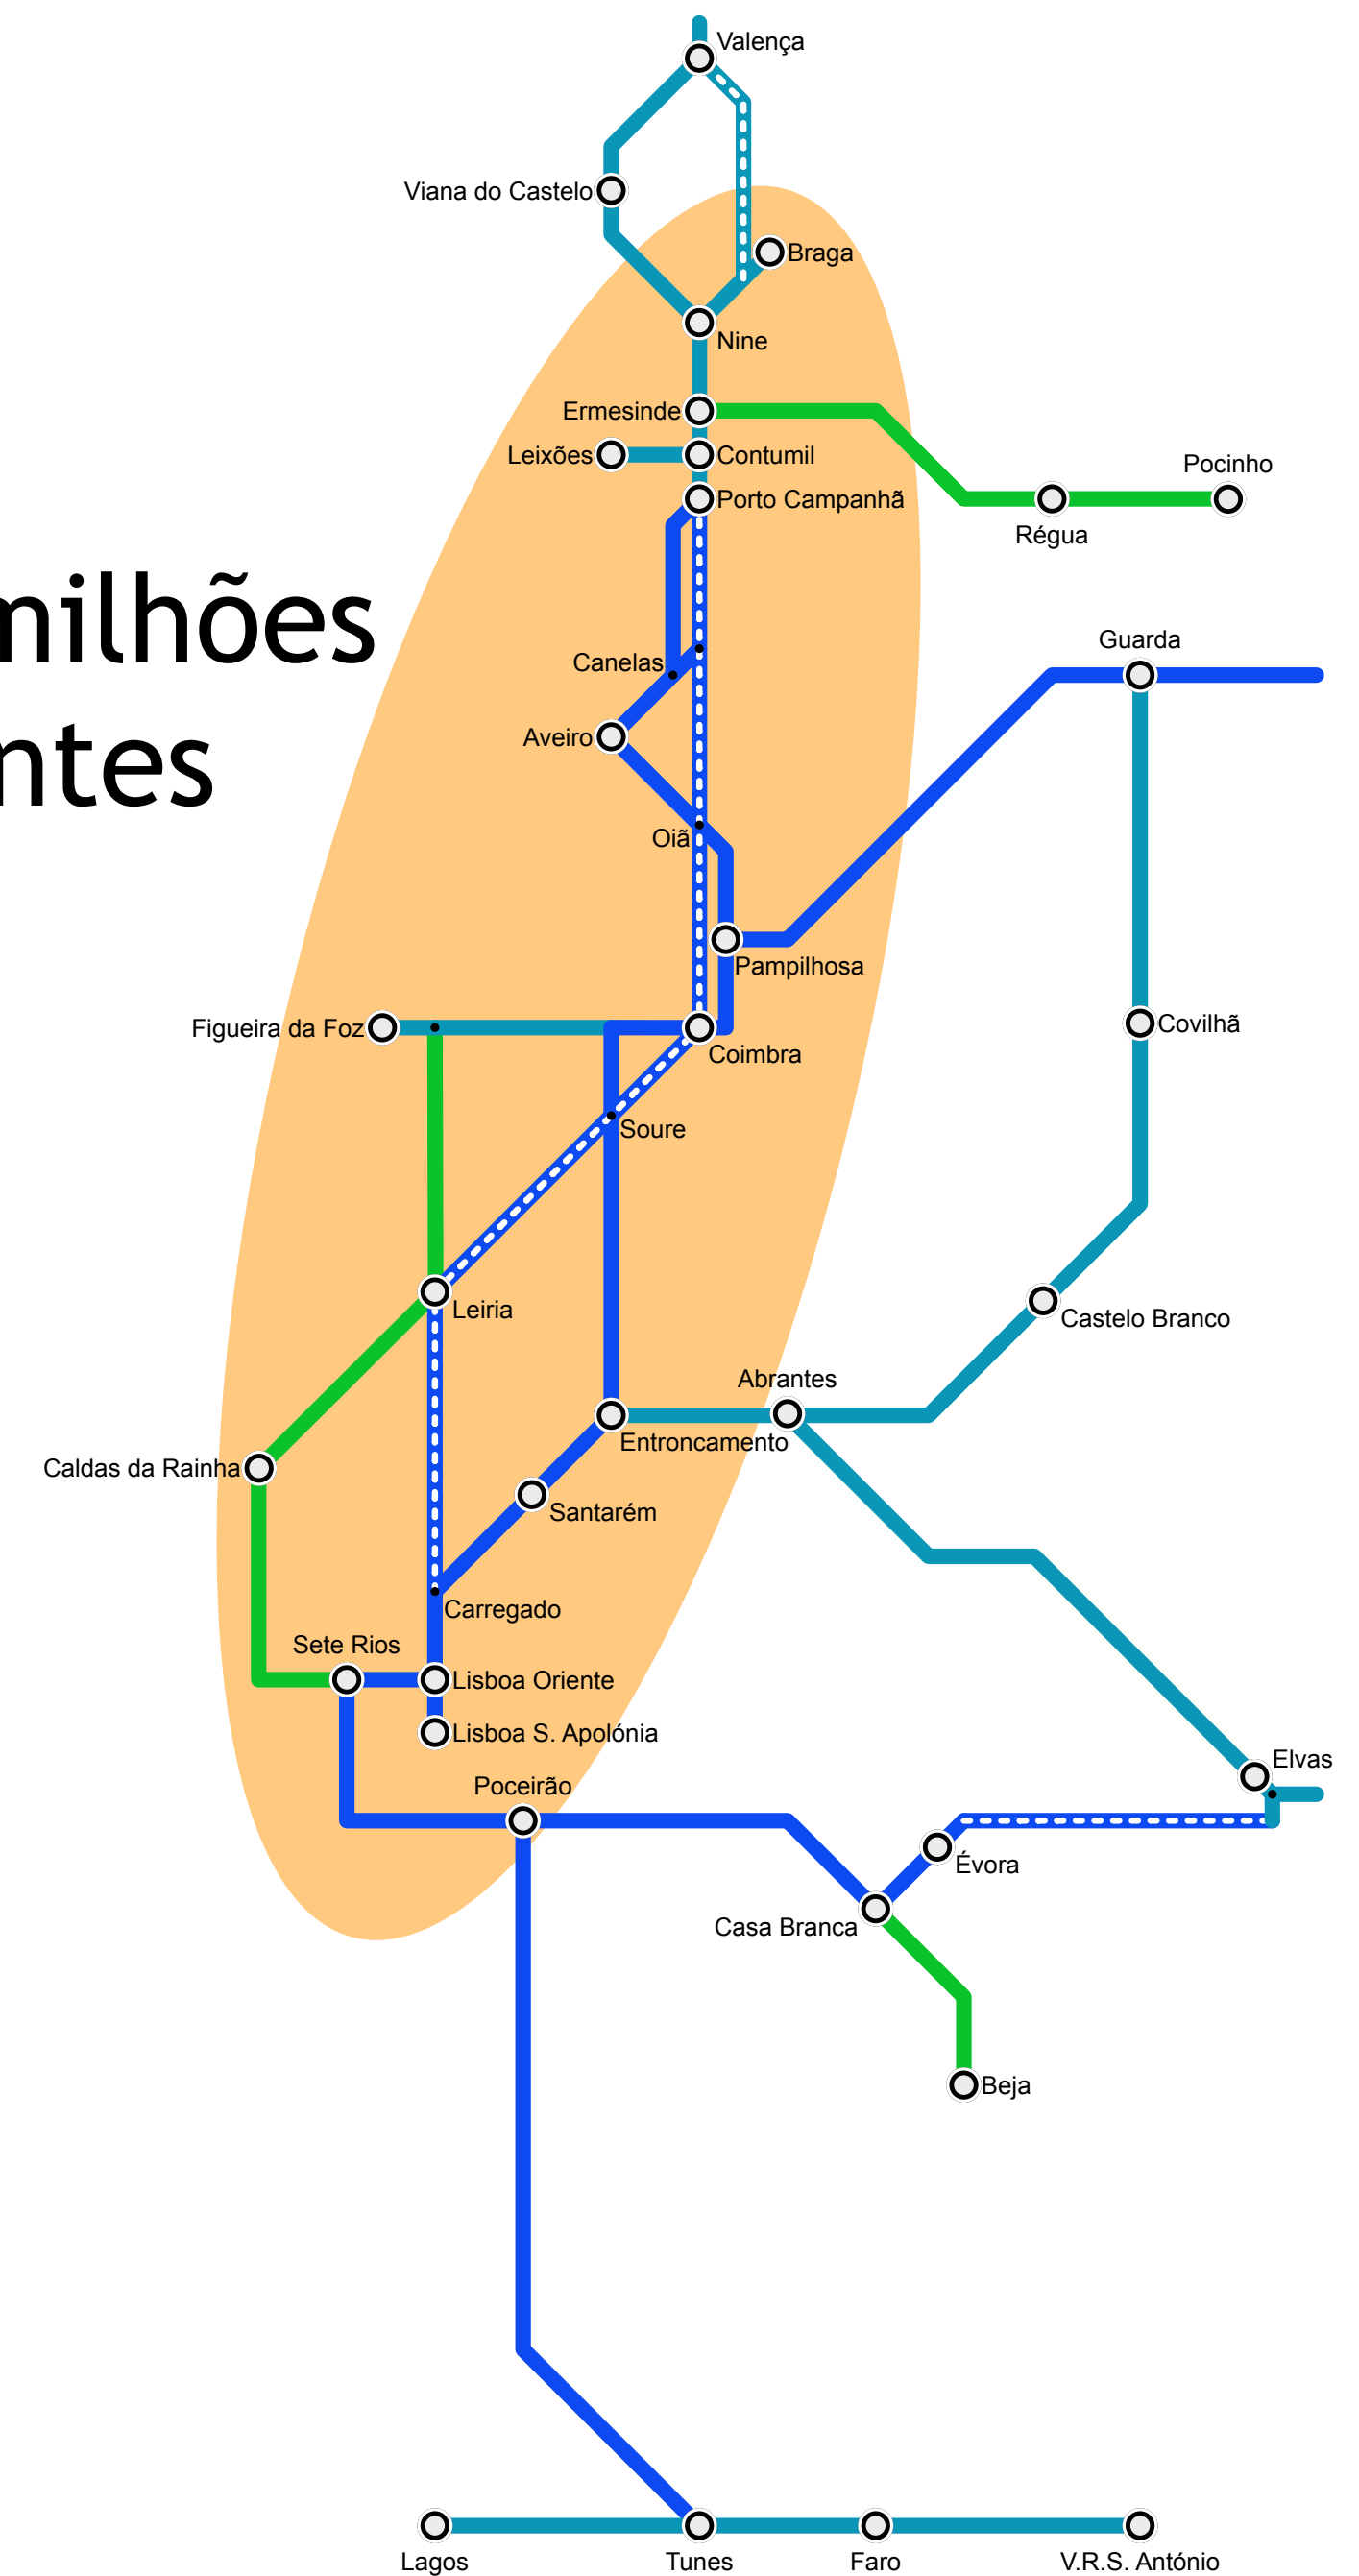 Valença
Viana do Castelo
Braga
Nine
Ermesinde
Leixões
Contumil
Pocinho
Porto Campanhã
Régua
milhões
Guarda
Canelas
Aveiro
ntes
Oiã
Pampilhosa
Figueira da Foz
Covilhã
Coimbra
Soure
Leiria
Castelo Branco
Abrantes
Entroncamento
Caldas da Rainha
Santarém
Carregado
Sete Rios
Lisboa Oriente
Lisboa S. Apolónia
Elvas
Poceirão
Évora
Casa Branca
Beja
Lagos
Tunes
Faro
V.R.S. António